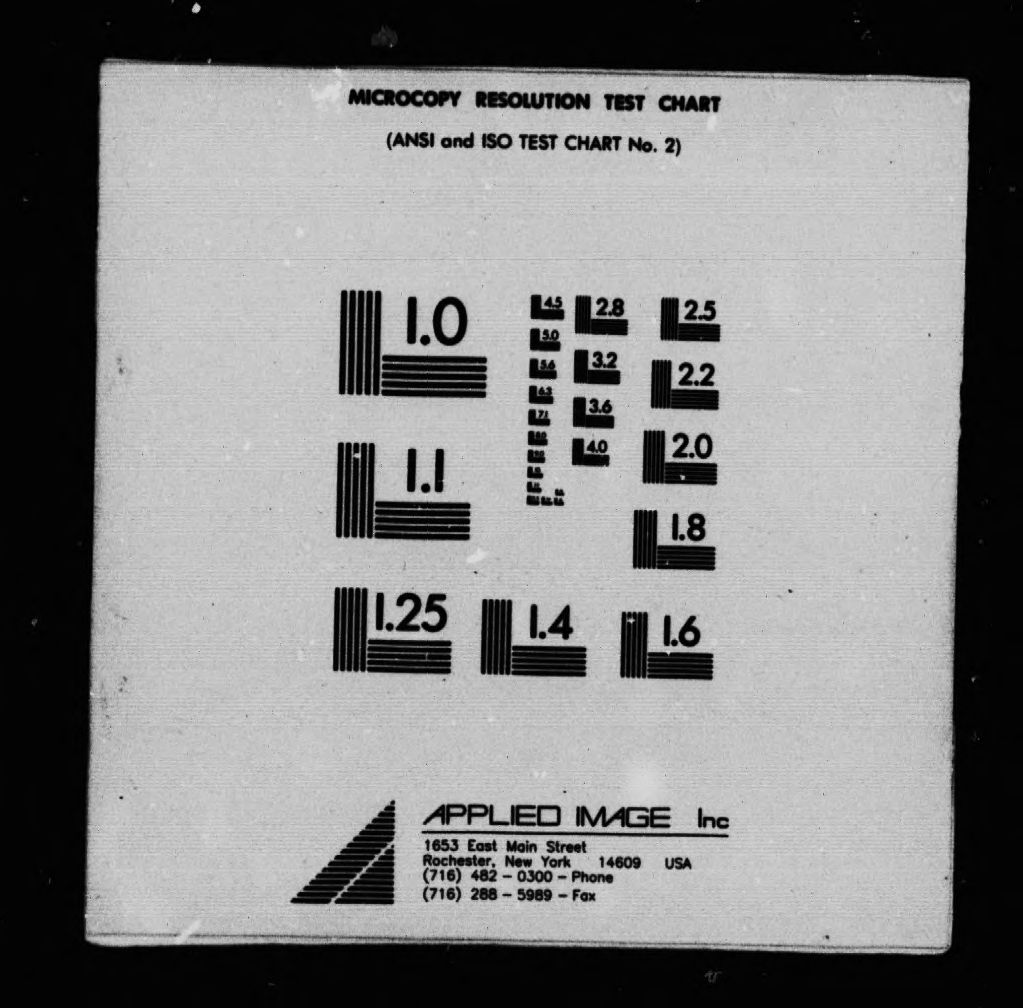 MICROCOPY RESOLUTION TEST CHART
(ANSI and ISO TEST CHART No. 2)
1.0
4.5
2.8
2.5
5.0
3.2
2.2
5.6
6.3
3.6
7.1
2.0
8.0
4.0
1.1
1.8
1.25
1.4
1.6
APPLIED IMAGE Inc
1653 East Main Street
Rochester, New York 14609 USA
(716) 482 - 0300 - Phone
(716) 288 - 5989 - Fax